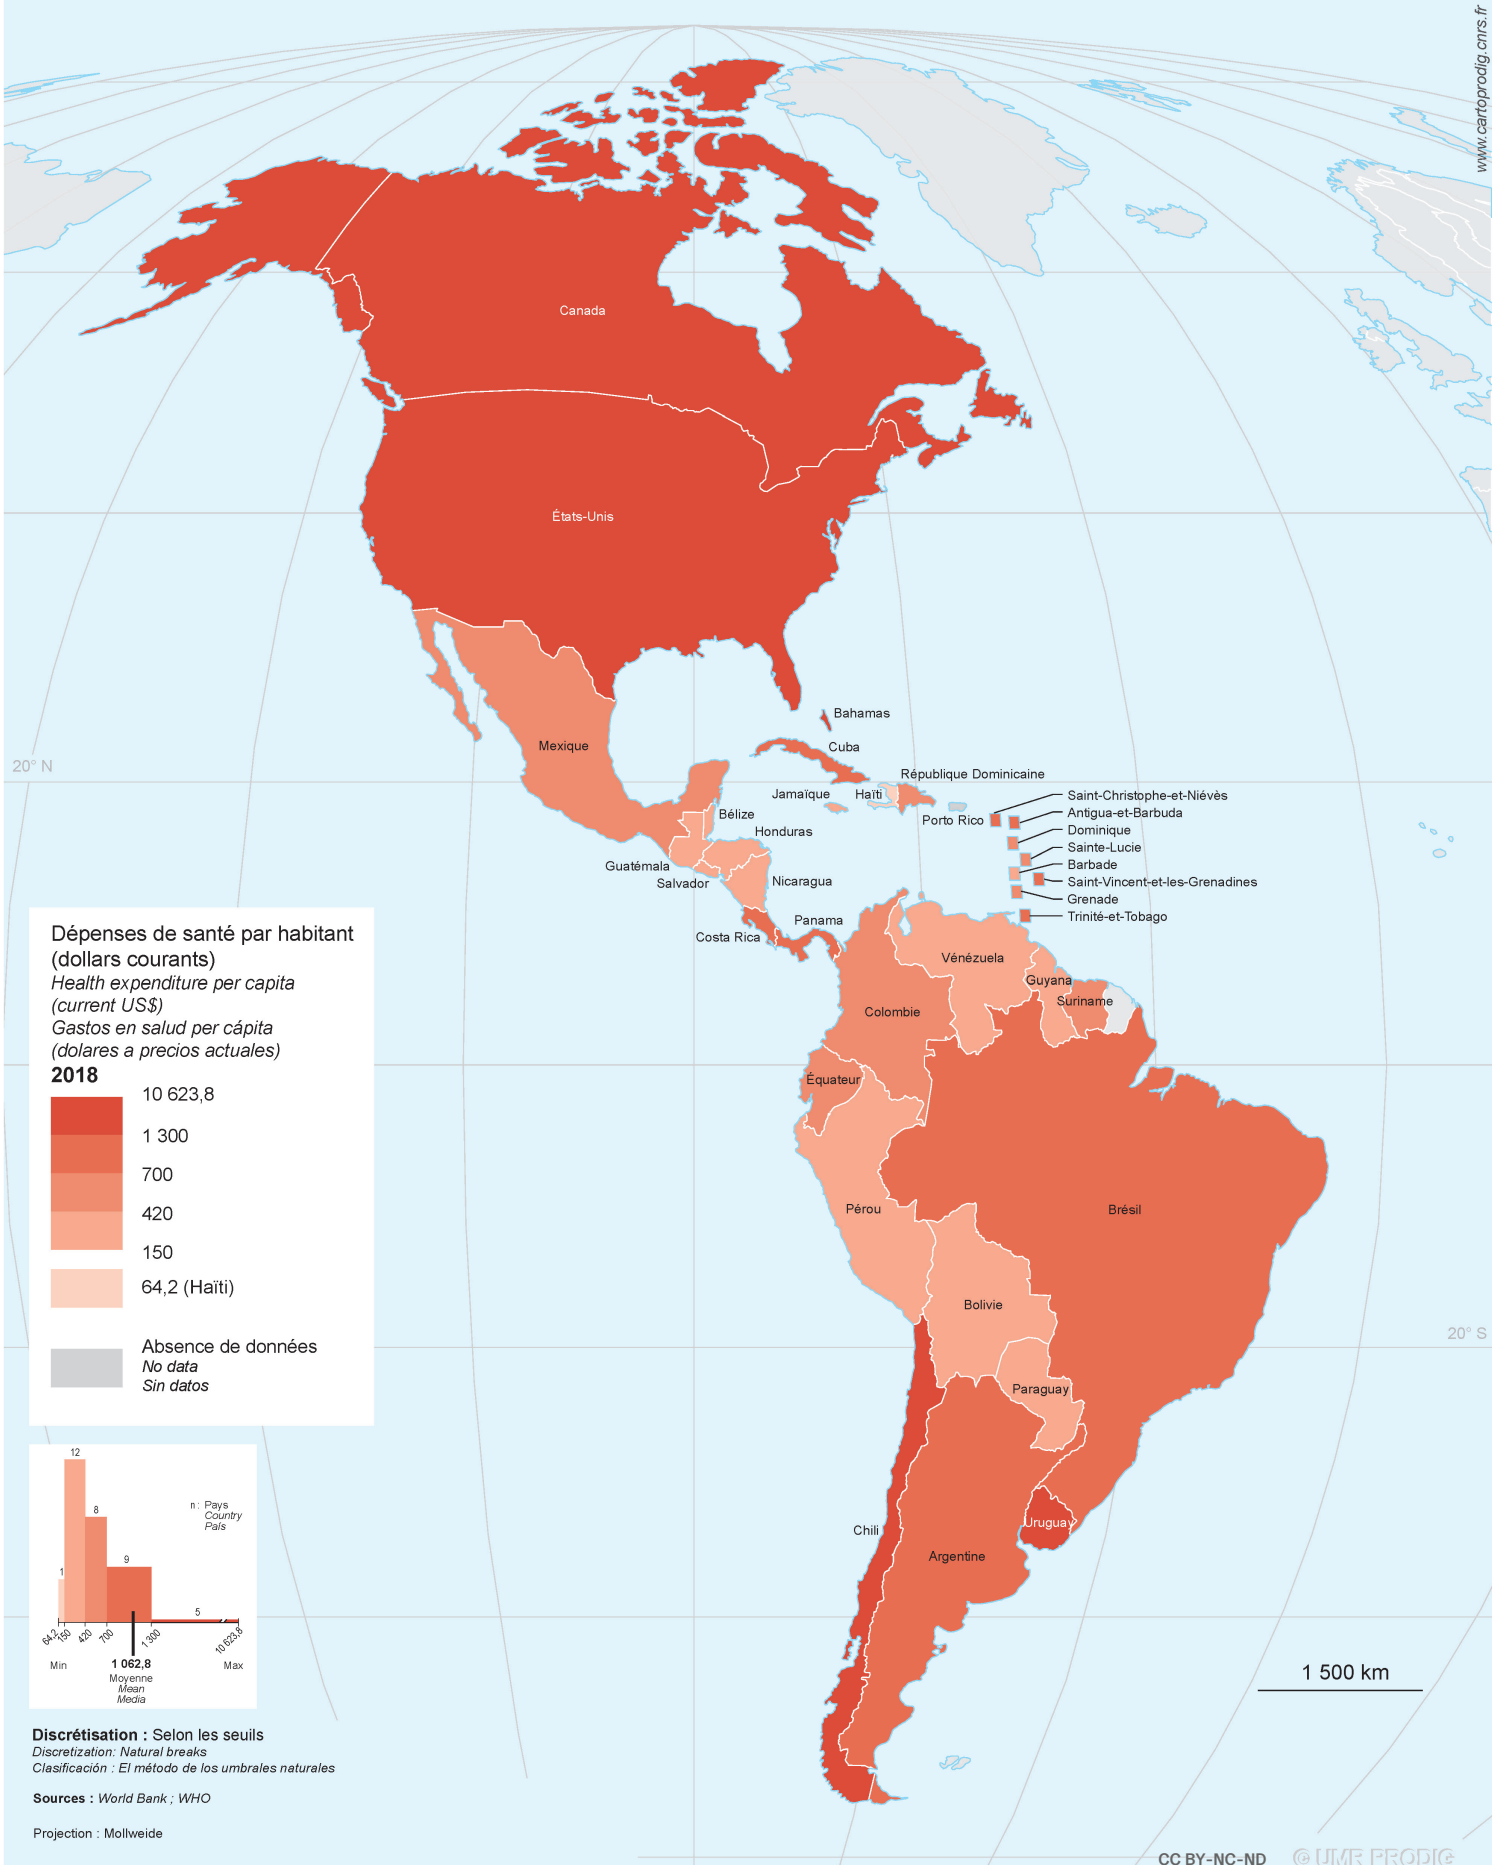 www.cartoprodig.cnrs.fr
Canada
États-Unis
Bahamas
Mexique
Cuba
20° N
République Dominicaine
Jamaïque
Haïti
Saint-Christophe-et-Niévès
Bélize
Porto Rico
Antigua-et-Barbuda
Honduras
Dominique
Sainte-Lucie
Guatémala
Barbade
Salvador
Nicaragua
Saint-Vincent-et-les-Grenadines
Grenade
Panama
Trinité-et-Tobago
Costa Rica
Vénézuela
Guyana
Suriname
Colombie
Équateur
Pérou
Brésil
Bolivie
20° S
Paraguay
Uruguay
Chili
Argentine
Dépenses de santé par habitant
(dollars courants)
Health expenditure per capita
(current US$)
Gastos en salud per cápita
(dolares a precios actuales)
2018
10 623,8
1 300
700
420
150
64,2 (Haïti)
Absence de données
No data
Sin datos
12
8
n : Pays
Country
País
9
1
5
64,2
150
420
700
1 300
10 623,8
Min
1 062,8
Max
Moyenne
Mean
Media
1 500 km
Discrétisation : Selon les seuils
Discretization: Natural breaks
Clasificación : El método de los umbrales naturales
Sources : World Bank ; WHO
Projection : Mollweide
CC BY-NC-ND
© UMR PRODIG